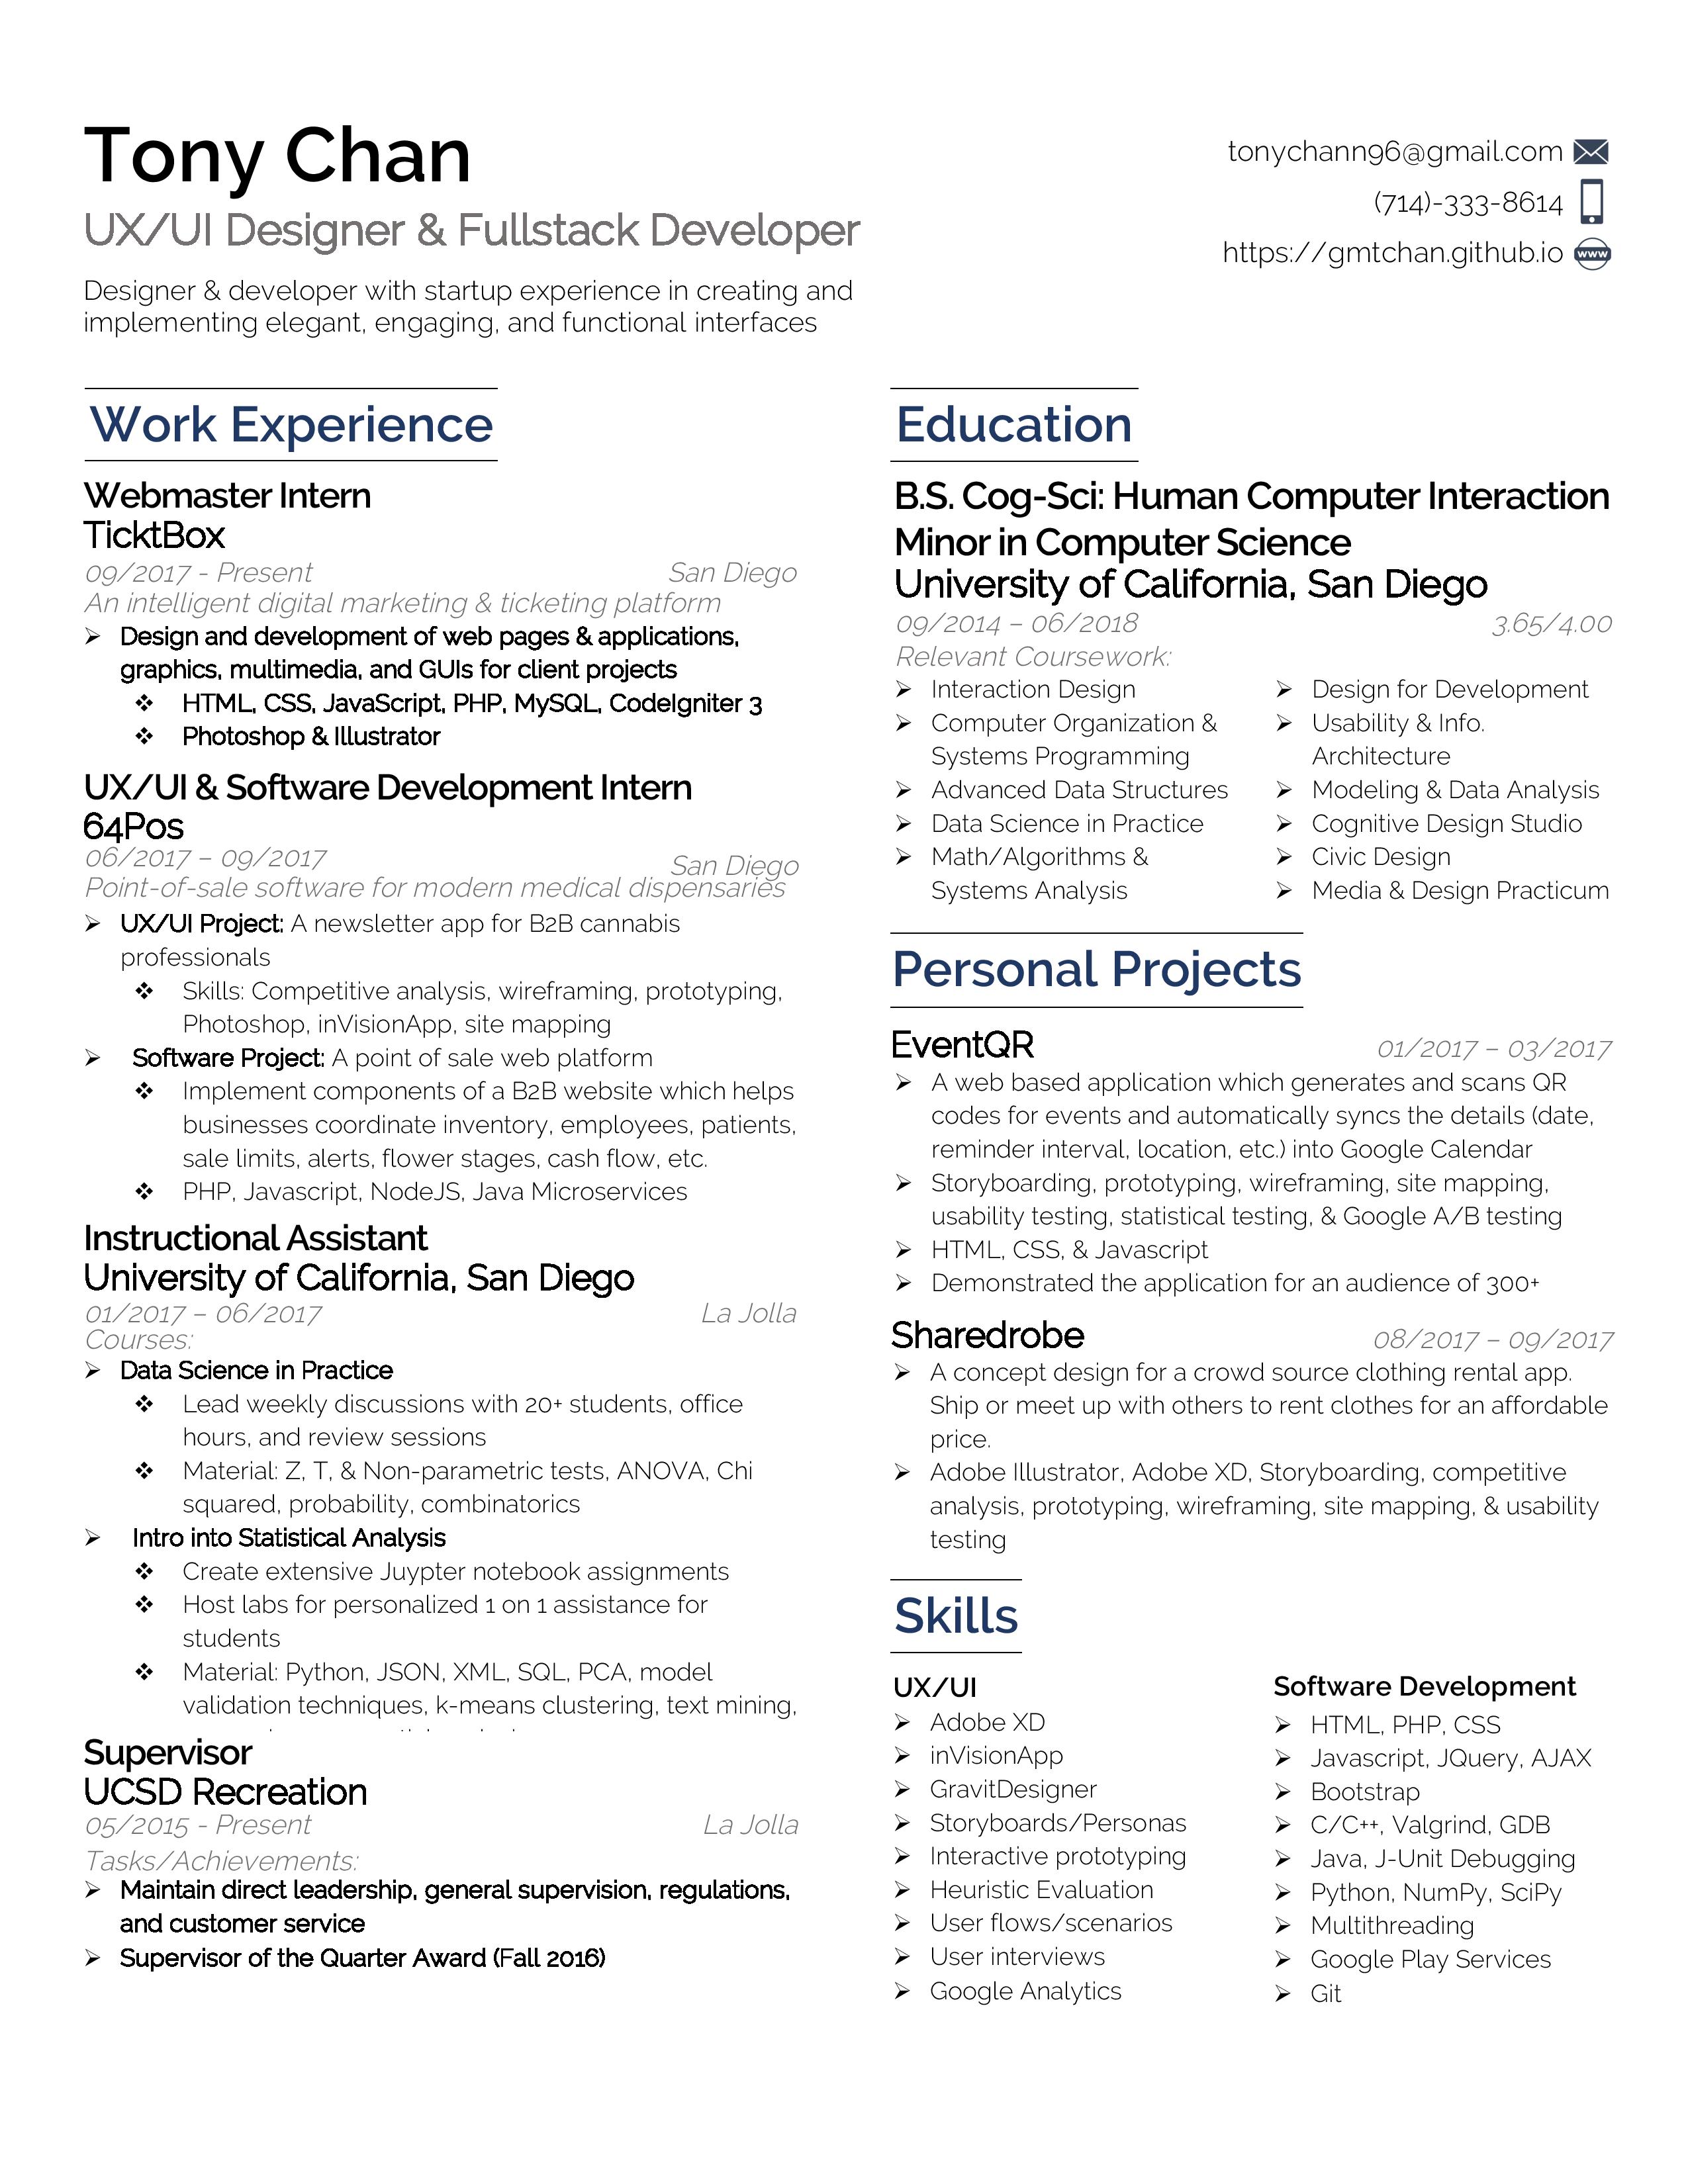 Tony Chan
UX/UI Designer & Fullstack Developer
Designer & developer with startup experience in creating and
implementing elegant, engaging, and functional interfaces
tonychann96@gmail.com
(714)-333-8614
https://gmtchan.github.io
www
Work Experience
Webmaster Intern
TicktBox
09/2017 - Present San Diego
An intelligent digital marketing & ticketing platform
➢ Design and development of web pages & applications,
graphics, multimedia, and GUIs for client projects
❖ HTML, CSS, JavaScript, PHP, MySQL, CodeIgniter 3
❖ Photoshop & Illustrator
UX/UI & Software Development Intern
64Pos
06/2017 – 09/2017 San Diego
Point-of-sale software for modern medical dispensaries
➢ UX/UI Project: A newsletter app for B2B cannabis
professionals
❖ Skills: Competitive analysis, wireframing, prototyping,
Photoshop, inVisionApp, site mapping
➢ Software Project: A point of sale web platform
❖ Implement components of a B2B website which helps
businesses coordinate inventory, employees, patients,
sale limits, alerts, flower stages, cash flow, etc.
❖ PHP, Javascript, NodeJS, Java Microservices
Instructional Assistant
University of California, San Diego
01/2017 – 06/2017 La Jolla
Courses:
➢ Data Science in Practice
❖ Lead weekly discussions with 20+ students, office
hours, and review sessions
❖ Material: Z, T, & Non-parametric tests, ANOVA, Chi
squared, probability, combinatorics
➢ Intro into Statistical Analysis
❖ Create extensive Juypter notebook assignments
❖ Host labs for personalized 1 on 1 assistance for
students
❖ Material: Python, JSON, XML, SQL, PCA, model
validation techniques, k-means clustering, text mining,
Supervisor
UCSD Recreation
05/2015 - Present La Jolla
Tasks/Achievements:
➢ Maintain direct leadership, general supervision, regulations,
and customer service
➢ Supervisor of the Quarter Award (Fall 2016)
Education
B.S. Cog-Sci: Human Computer Interaction
Minor in Computer Science
University of California, San Diego
09/2014 – 06/2018 3.65/4.00
Relevant Coursework:
➢ Interaction Design
➢ Computer Organization &
Systems Programming
➢ Advanced Data Structures
➢ Data Science in Practice
➢ Math/Algorithms &
Systems Analysis
➢ Design for Development
➢ Usability & Info.
Architecture
➢ Modeling & Data Analysis
➢ Cognitive Design Studio
➢ Civic Design
➢ Media & Design Practicum
Personal Projects
EventQR 01/2017 – 03/2017
➢ A web based application which generates and scans QR
codes for events and automatically syncs the details (date,
reminder interval, location, etc.) into Google Calendar
➢ Storyboarding, prototyping, wireframing, site mapping,
usability testing, statistical testing, & Google A/B testing
➢ HTML, CSS, & Javascript
➢ Demonstrated the application for an audience of 300+
Sharedrobe 08/2017 – 09/2017
➢ A concept design for a crowd source clothing rental app.
Ship or meet up with others to rent clothes for an affordable
price.
➢ Adobe Illustrator, Adobe XD, Storyboarding, competitive
analysis, prototyping, wireframing, site mapping, & usability
testing
Skills
UX/UI
➢ Adobe XD
➢ inVisionApp
➢ GravitDesigner
➢ Storyboards/Personas
➢ Interactive prototyping
➢ Heuristic Evaluation
➢ User flows/scenarios
➢ User interviews
➢ Google Analytics
Software Development
➢ HTML, PHP, CSS
➢ Javascript, JQuery, AJAX
➢ Bootstrap
➢ C/C++, Valgrind, GDB
➢ Java, J-Unit Debugging
➢ Python, NumPy, SciPy
➢ Multithreading
➢ Google Play Services
➢ Git